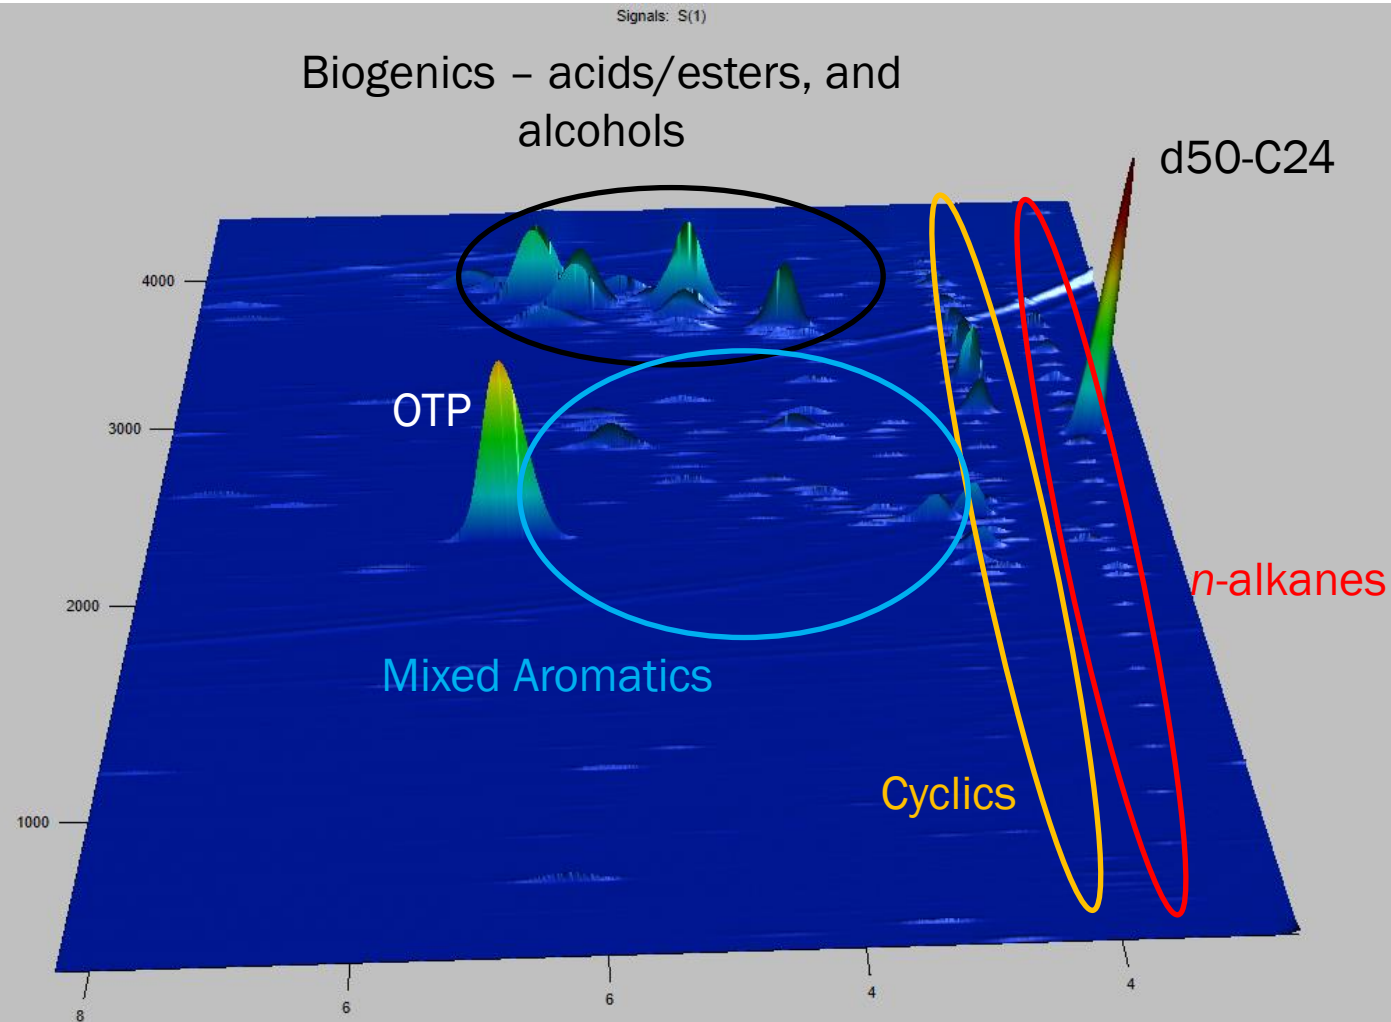 Signals: S(1)
Biogenics – acids/esters, and
alcohols
d50-C24
4000
OTP
3000
n-alkanes
2000
Mixed Aromatics
Cyclics
1000
8
6
6
4
4